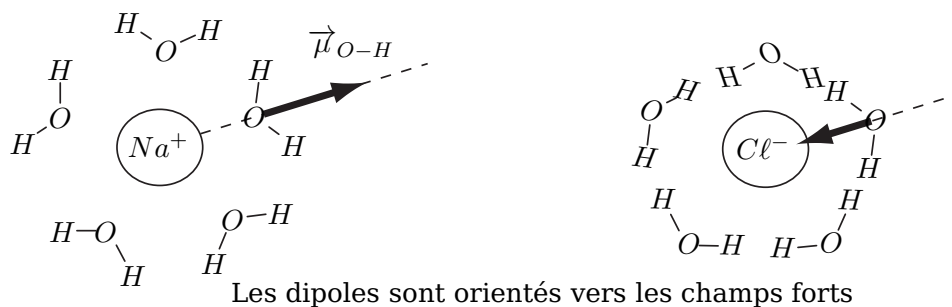 H O H
μ O−H
H O H
Na⁺
H O H
H O H
H O H
H O H
H O H
Cℓ⁻
H O H
H O H
H O H
Les dipoles sont orientés vers les champs forts